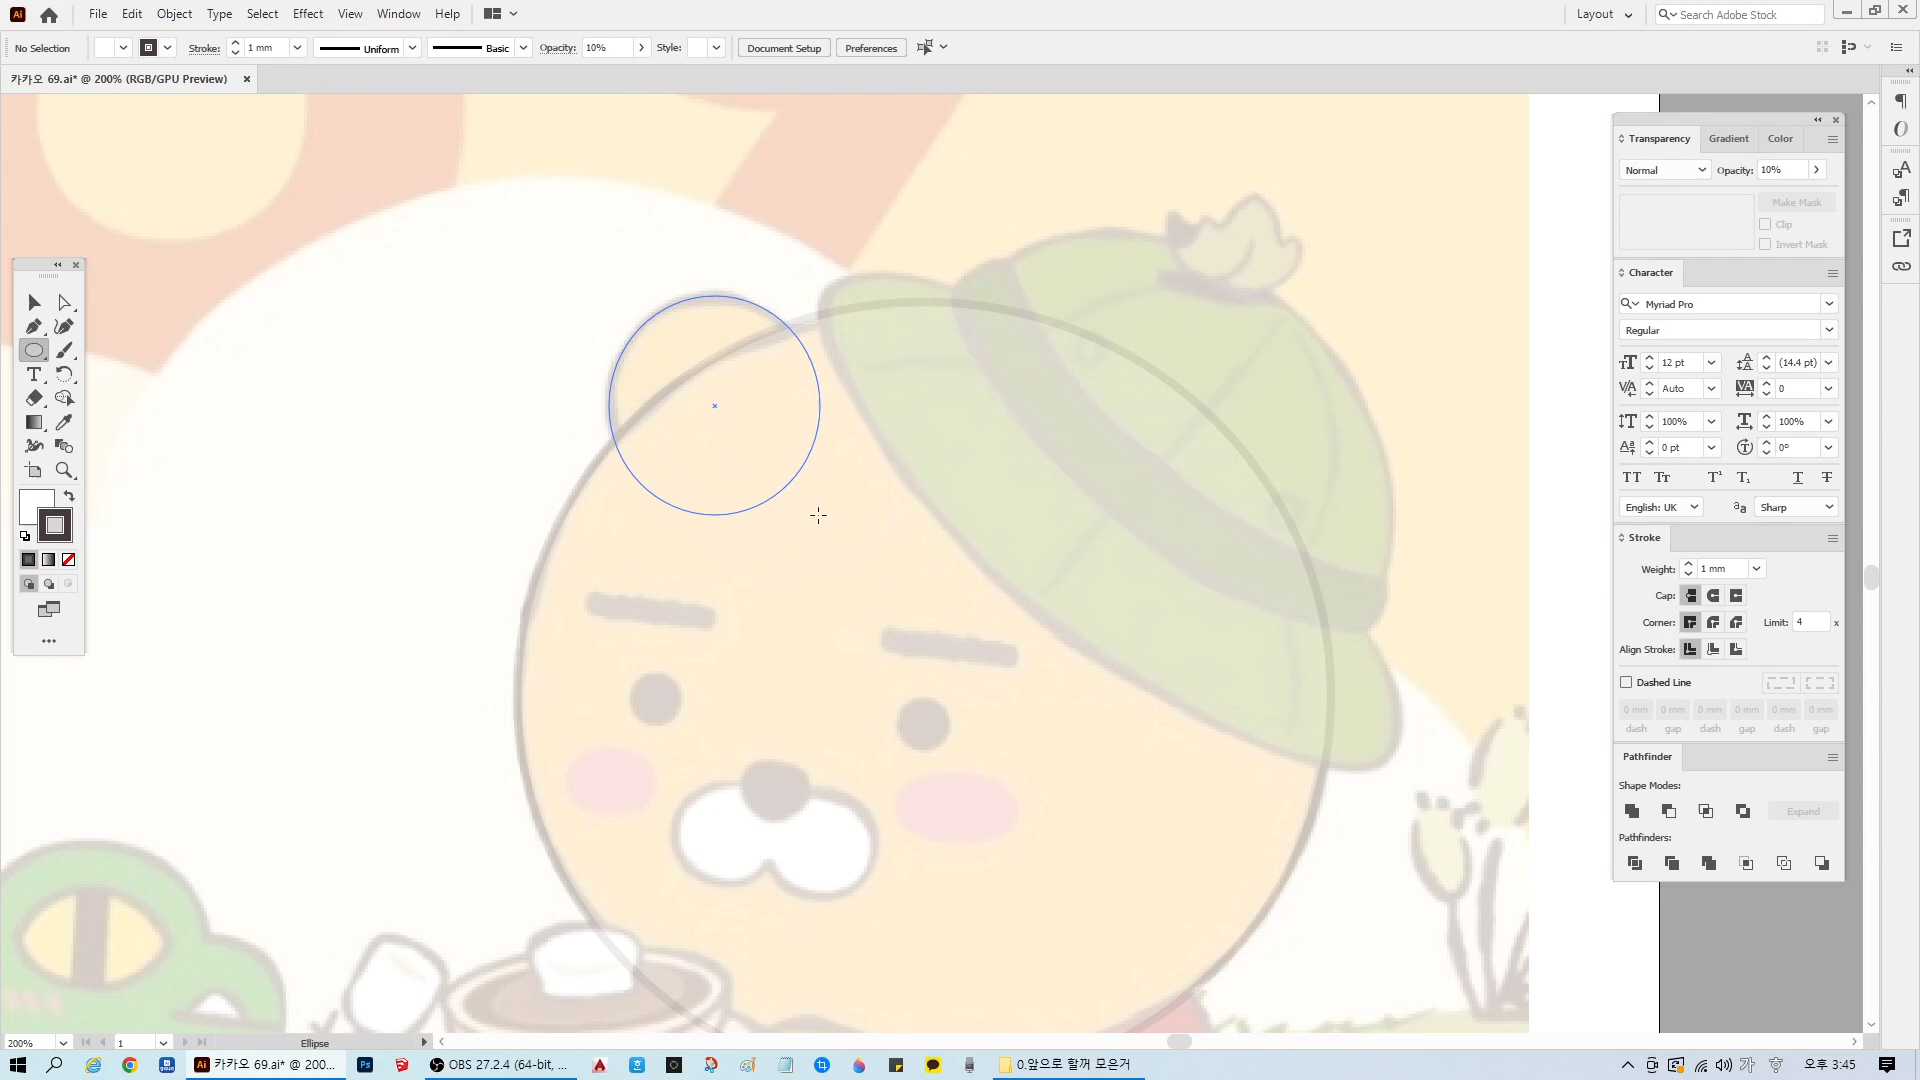 Ai File Edit Object Type Select Effect View Window Help Layout Search Adobe Stock
No Selection Stroke: 1 mm Uniform Basic Opacity: 10% Style: Document Setup Preferences
카카오 69.ai* @ 200% (RGB/GPU Preview)
Transparency Gradient Color
Normal Opacity: 10%
Make Mask
Clip
Invert Mask
Character
Myriad Pro
Regular
12 pt (14.4 pt)
Auto 0
100% 100%
0 pt 0°
English: UK Sharp
Stroke
Weight: 1 mm
Cap:
Corner: Limit: 4 x
Align Stroke:
Dashed Line
0 mm 0 mm 0 mm 0 mm 0 mm 0 mm
dash gap dash gap dash gap
Pathfinder
Shape Modes:
Expand
Pathfinders:
200% 1 Ellipse
카카오 69.ai* @ 200... OBS 27.2.4 (64-bit, ... 0.앞으로 할꺼 모은거 가 오후 3:45